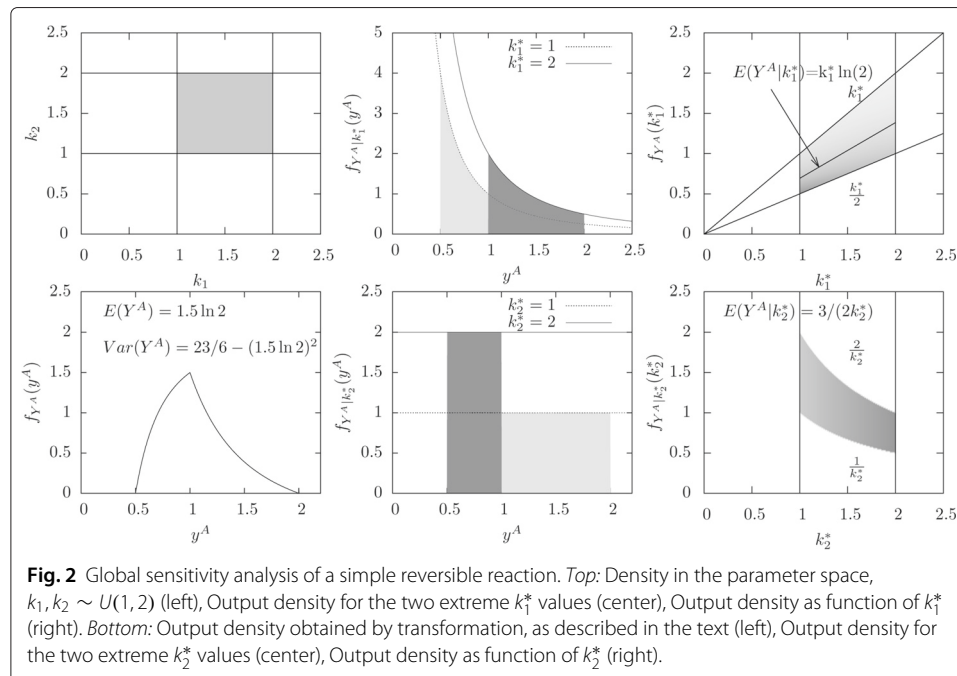 2.5
2
1.5
1
0.5
0
k₂
0 0.5 1 1.5 2 2.5
k₁
5
4
3
2
1
0
f_{Y^A|k₁*}(y^A)
k₁* = 1
k₁* = 2
0 0.5 1 1.5 2 2.5
y^A
2.5
2
1.5
1
0.5
0
f_{Y^A}(k₁*)
E(Y^A|k₁*)=k₁* ln(2)
k₁*
k₁*/2
0 0.5 1 1.5 2 2.5
k₁*
2.5
2
1.5
1
0.5
0
f_{Y^A}(y^A)
E(Y^A) = 1.5 ln 2
Var(Y^A) = 23/6 − (1.5 ln 2)²
0 0.5 1 1.5 2
y^A
2.5
2
1.5
1
0.5
0
f_{Y^A|k₂*}(y^A)
k₂* = 1
k₂* = 2
0 0.5 1 1.5 2
y^A
2.5
2
1.5
1
0.5
0
f_{Y^A|k₂*}(k₂*)
E(Y^A|k₂*) = 3/(2k₂*)
2/k₂*
1/k₂*
0 0.5 1 1.5 2 2.5
k₂*
Fig. 2 Global sensitivity analysis of a simple reversible reaction. Top: Density in the parameter space,
k₁, k₂ ∼ U(1, 2) (left), Output density for the two extreme k₁* values (center), Output density as function of k₁*
(right). Bottom: Output density obtained by transformation, as described in the text (left), Output density for
the two extreme k₂* values (center), Output density as function of k₂* (right).